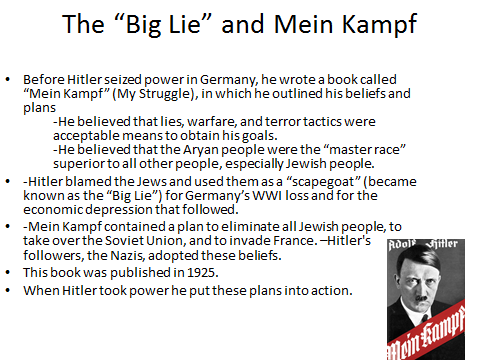 The “Big Lie” and Mein Kampf
• Before Hitler seized power in Germany, he wrote a book called
“Mein Kampf” (My Struggle), in which he outlined his beliefs and
plans
-He believed that lies, warfare, and terror tactics were
acceptable means to obtain his goals.
-He believed that the Aryan people were the “master race”
superior to all other people, especially Jewish people.
• -Hitler blamed the Jews and used them as a “scapegoat” (became
known as the “Big Lie”) for Germany’s WWI loss and for the
economic depression that followed.
• -Mein Kampf contained a plan to eliminate all Jewish people, to
take over the Soviet Union, and to invade France. –Hitler's
followers, the Nazis, adopted these beliefs.
• This book was published in 1925.
• When Hitler took power he put these plans into action.
Adolf Hitler
Mein Kampf